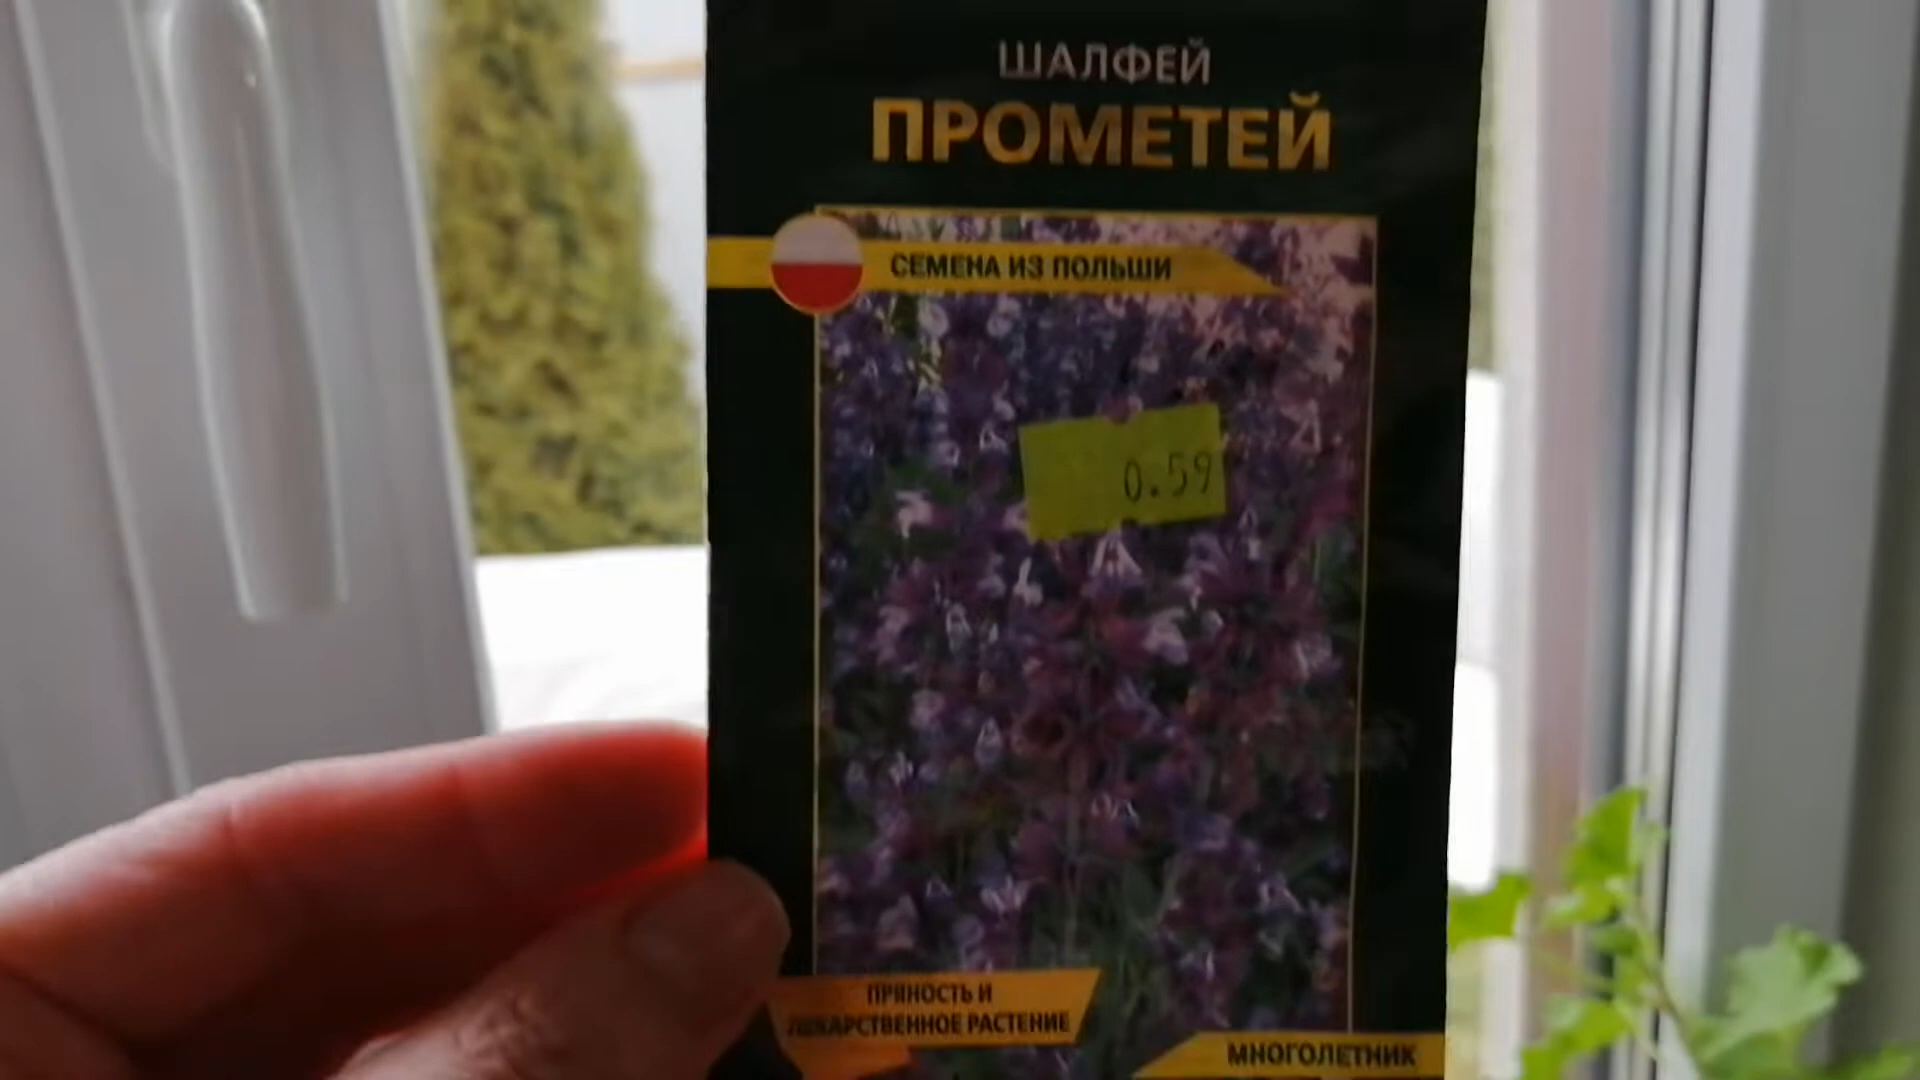 ШАЛФЕЙ
ПРОМЕТЕЙ
СЕМЕНА ИЗ ПОЛЬШИ
0.59
ПРЯНОСТЬ И
ЛЕКАРСТВЕННОЕ РАСТЕНИЕ
МНОГОЛЕТНИК